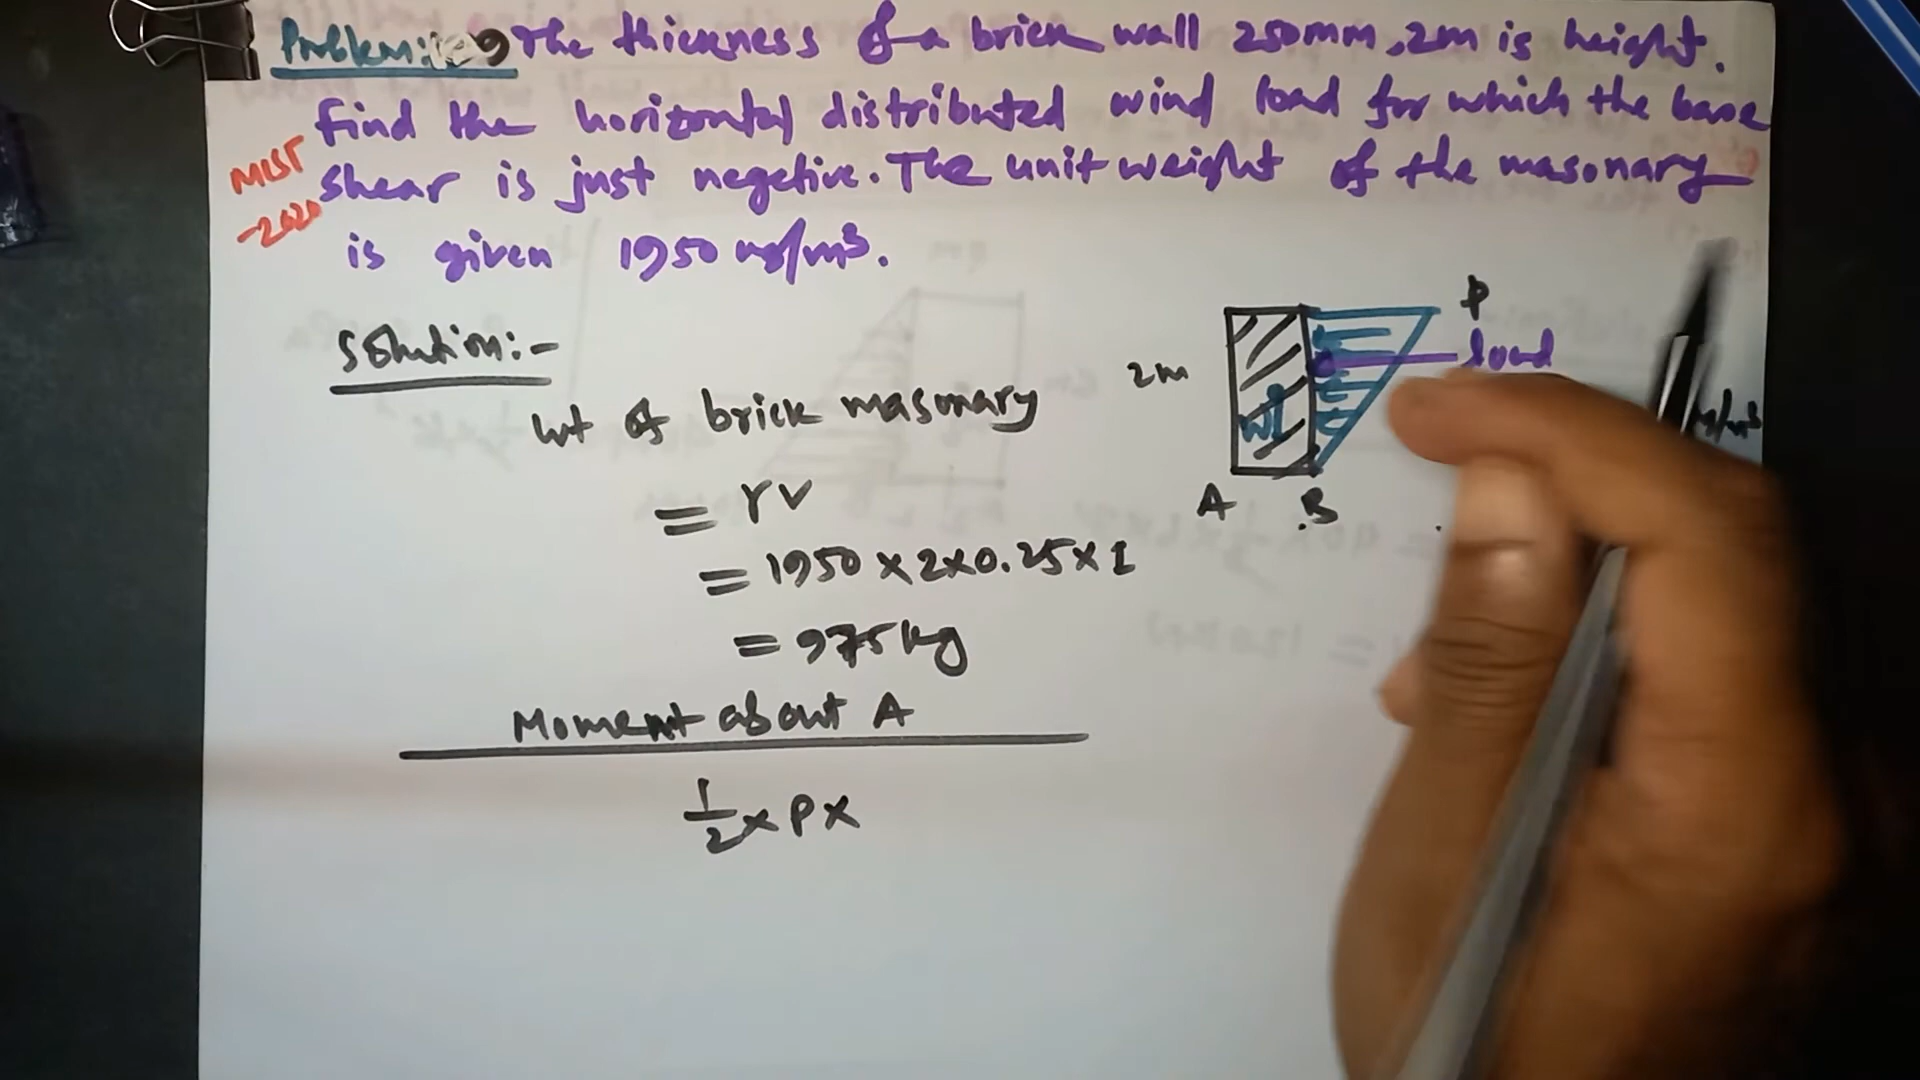 Problem: The thickness of a brick wall 250mm, 2m is height.
find the horizontal distributed wind load for which the base
MIST shear is just negetive. The unit weight of the masonary
-2020 is given 1950 kg/m³.
Solution:-
wt of brick masonary
= γV
= 1950 × 2 × 0.25 × 1
= 975 kg
Moment about A
1/2 × P ×
P
load
2m
wt
A B